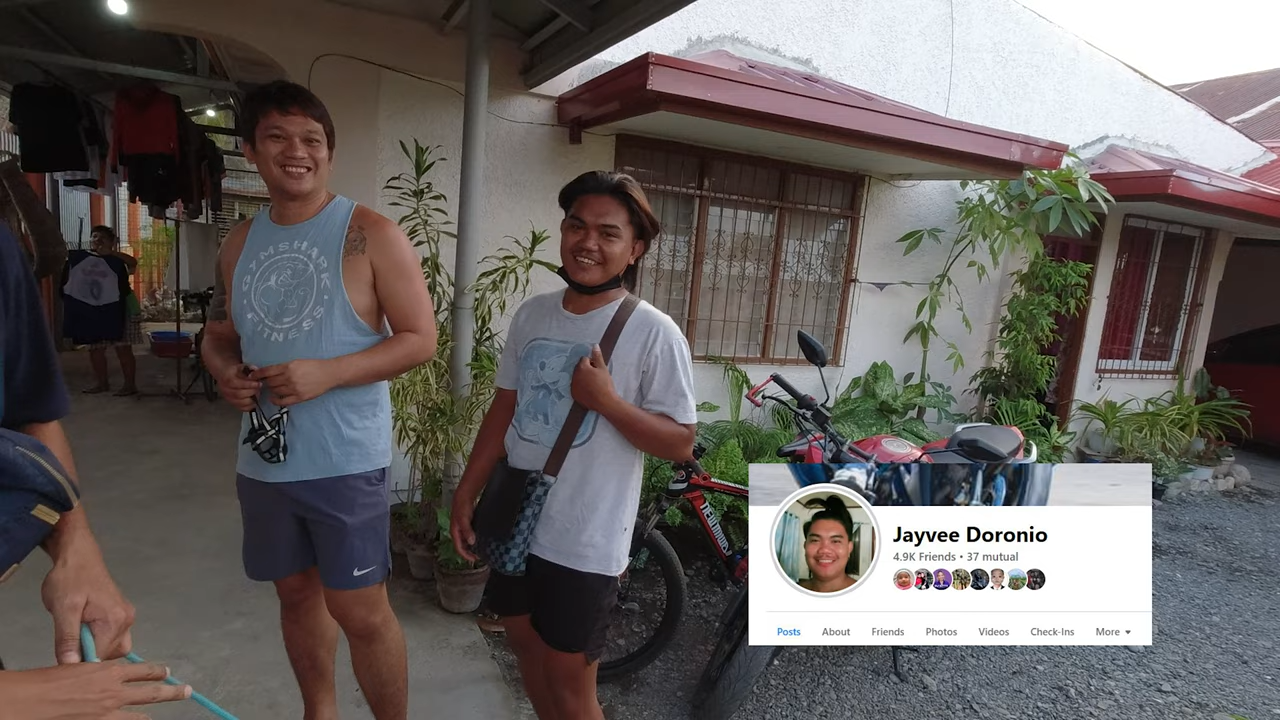 GYMSHARK
FITNESS
Jayvee Doronio
4.9K Friends • 37 mutual
Posts About Friends Photos Videos Check-Ins More